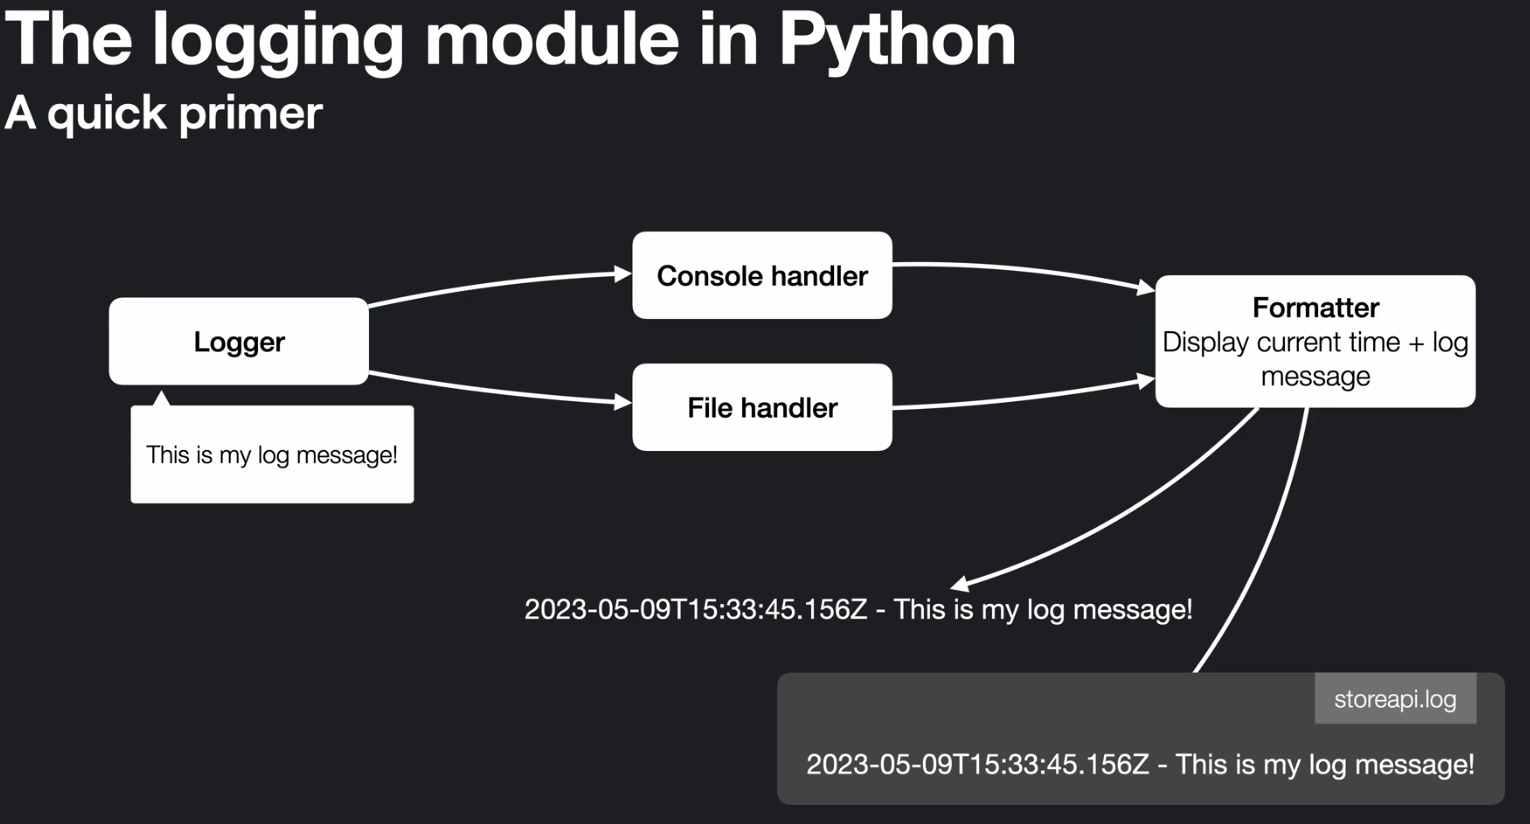 The logging module in Python
A quick primer
Logger
This is my log message!
Console handler
File handler
Formatter
Display current time + log
message
2023-05-09T15:33:45.156Z - This is my log message!
storeapi.log
2023-05-09T15:33:45.156Z - This is my log message!